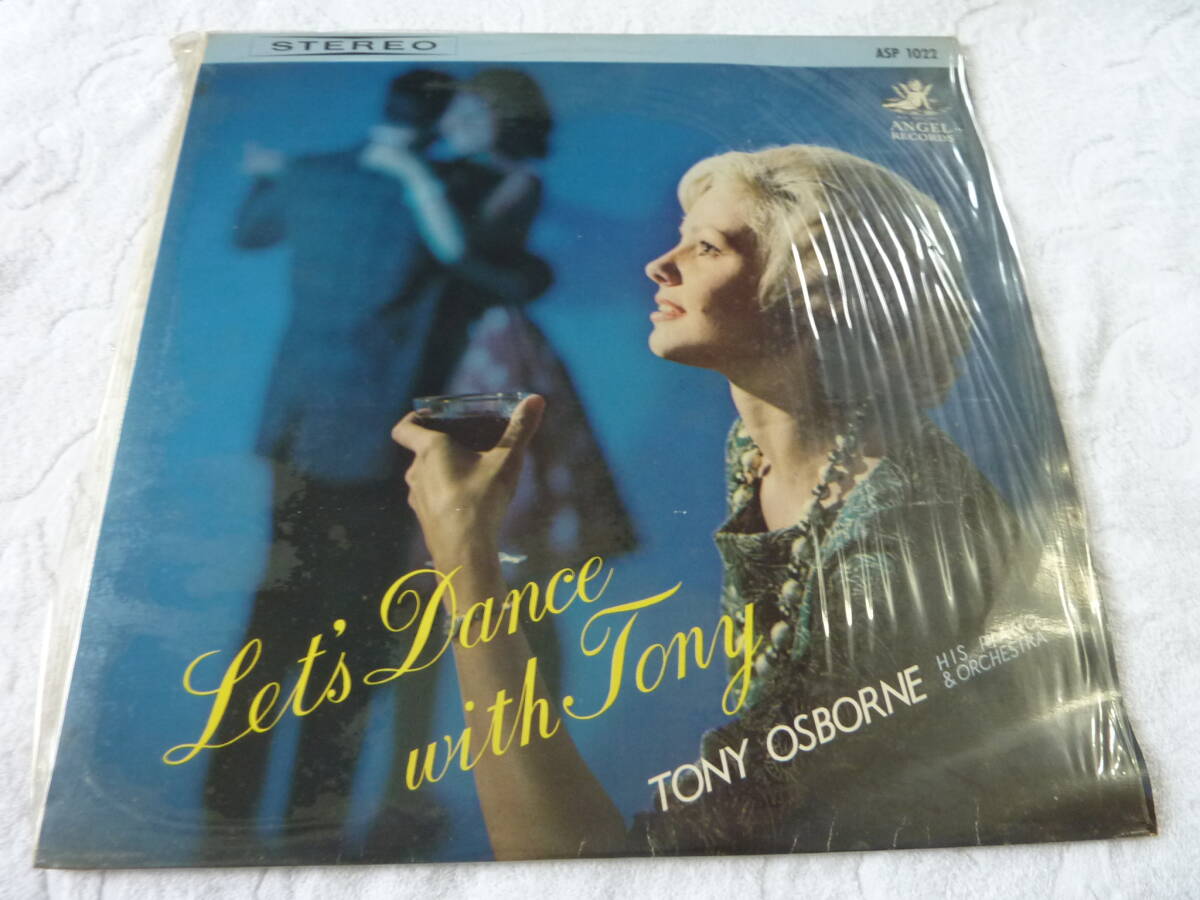 STEREO
ASP 1022
ANGEL
RECORDS
Let's Dance
with Tony
TONY OSBORNE
HIS PIANO
& ORCHESTRA